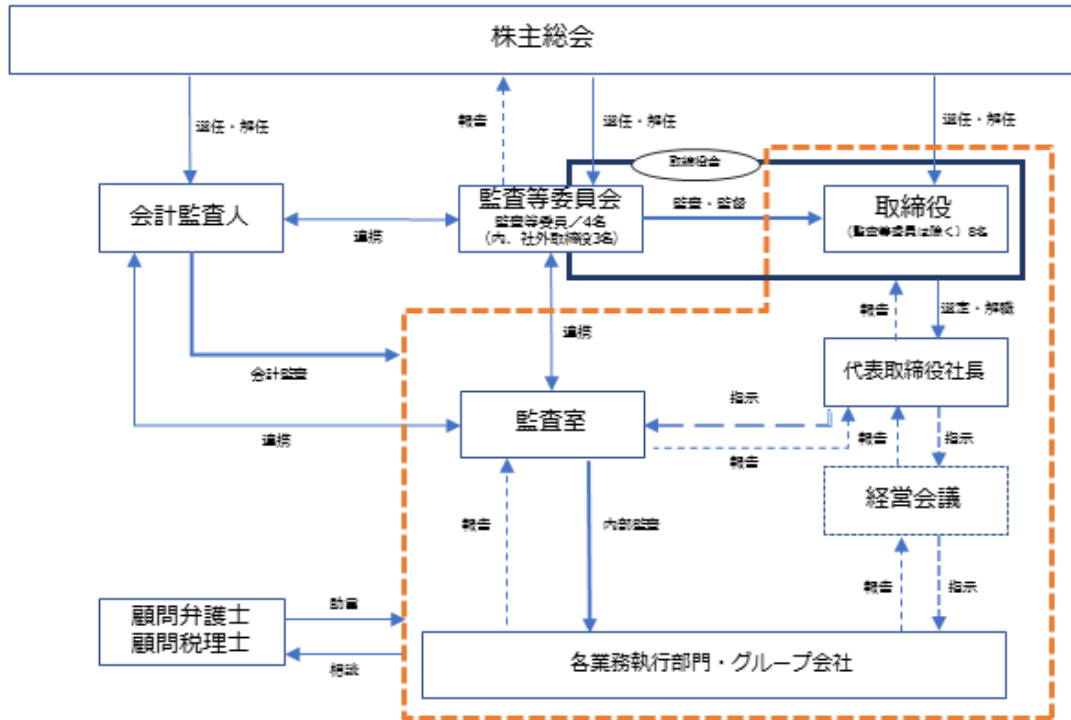 株主総会
選任・解任
報告
選任・解任
選任・解任
取締役会
会計監査人
監査等委員会
監査等委員／4名
（内、社外取締役3名）
監査・監督
取締役
（監査等委員は除く）8名
連携
報告
選定・解職
連携
会計監査
代表取締役社長
監査室
指示
連携
報告
報告
指示
経営会議
報告
内部監査
報告
指示
顧問弁護士
顧問税理士
助言
相談
各業務執行部門・グループ会社